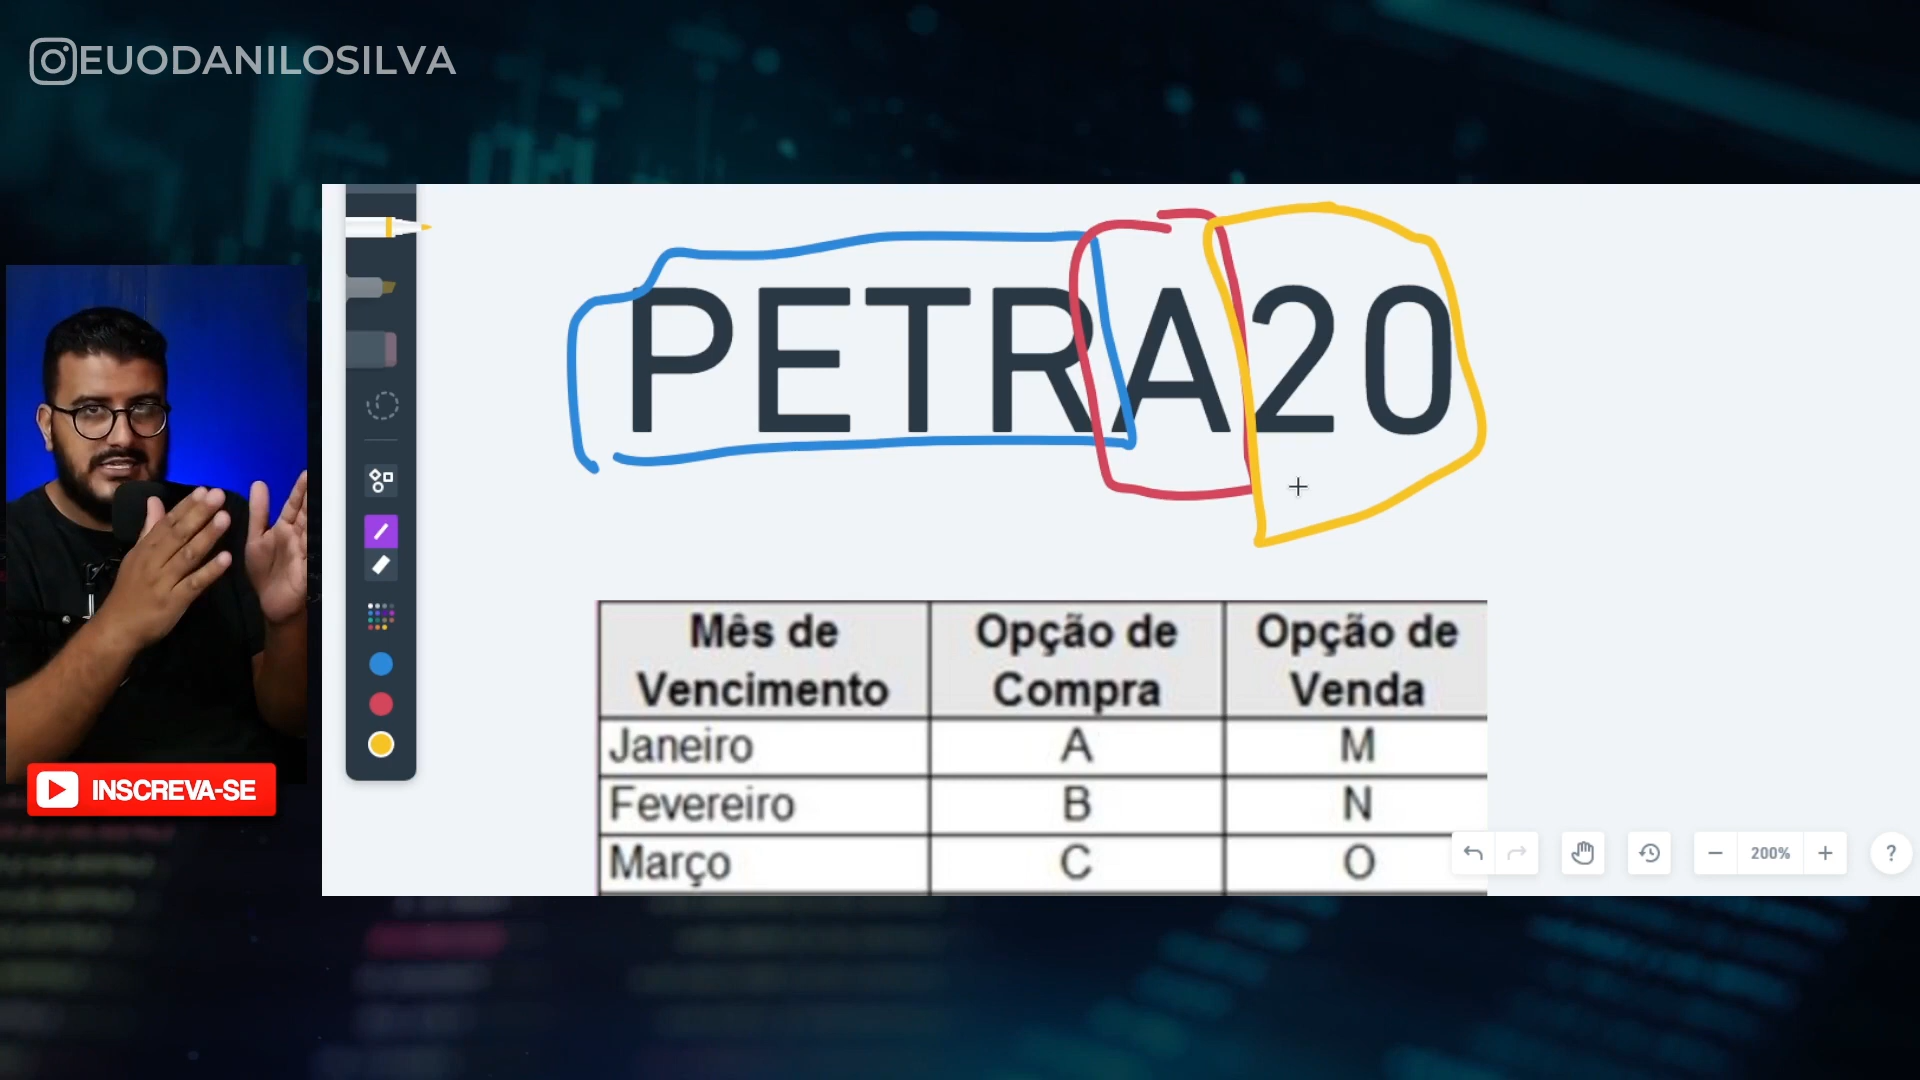 EUODANILOSILVA
PETRA20
Mês de Vencimento
Opção de Compra
Opção de Venda
Janeiro A M
Fevereiro B N
Março C O
INSCREVA-SE
200%
?